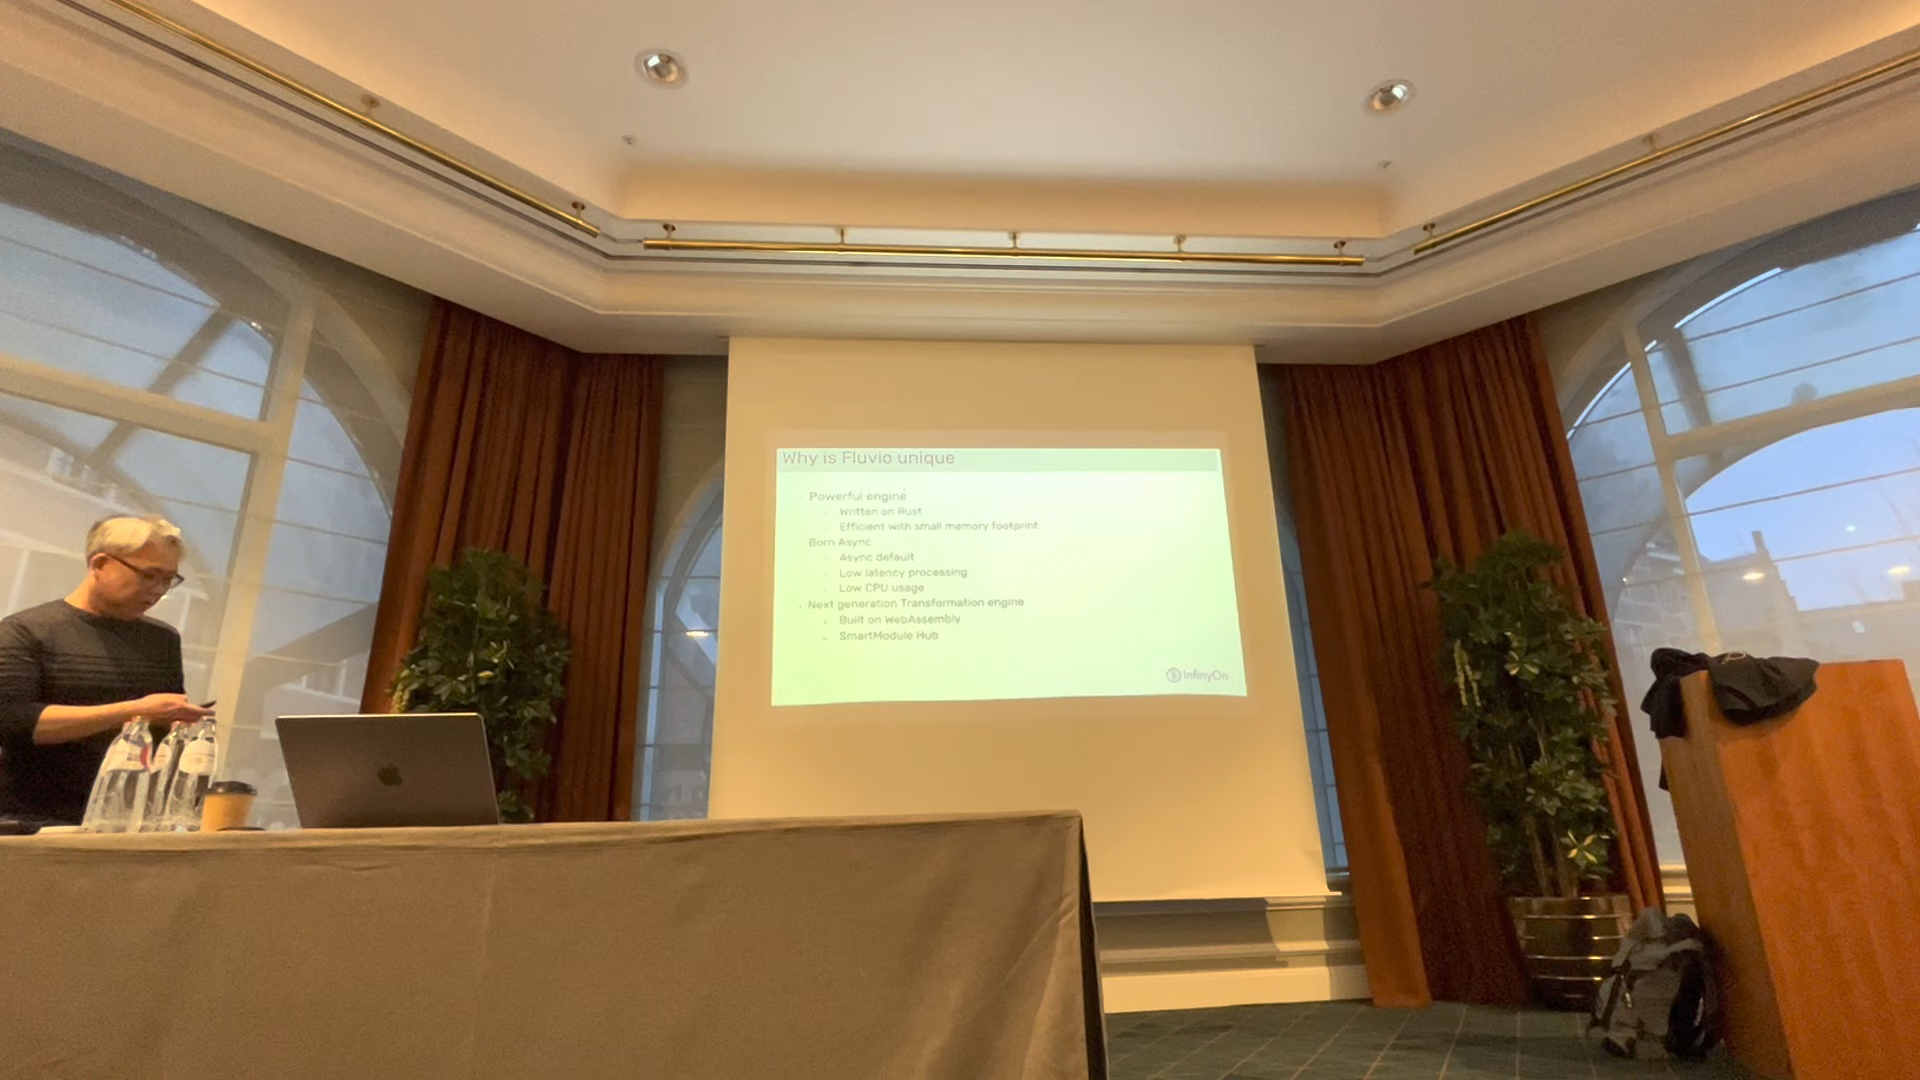 Why is Fluvio unique
Powerful engine
Written on Rust
Efficient with small memory footprint
Born Async
Async default
Low latency processing
Low CPU usage
Next generation Transformation engine
Built on WebAssembly
SmartModule Hub
InfinyOn